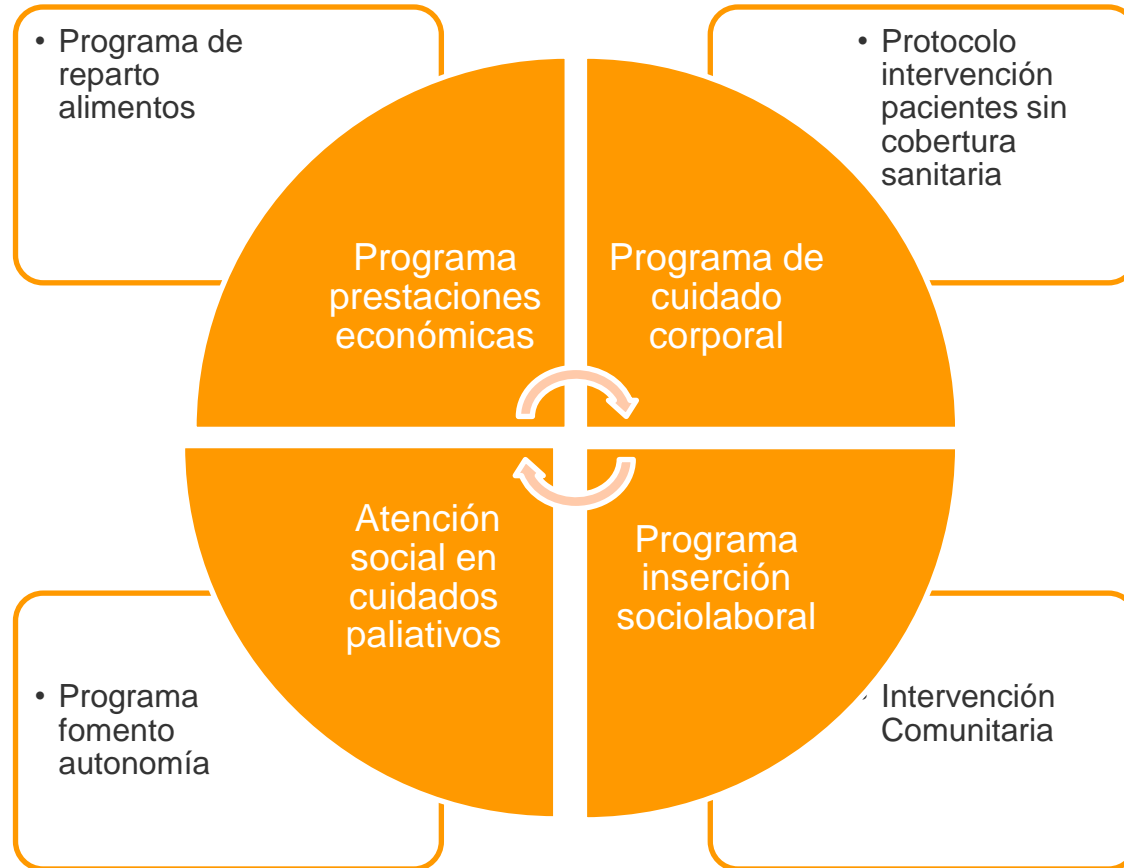 • Programa de
reparto
alimentos
• Protocolo
intervención
pacientes sin
cobertura
sanitaria
Programa
prestaciones
económicas
Programa de
cuidado
corporal
Atención
social en
cuidados
paliativos
Programa
inserción
sociolaboral
• Programa
fomento
autonomía
• Intervención
Comunitaria